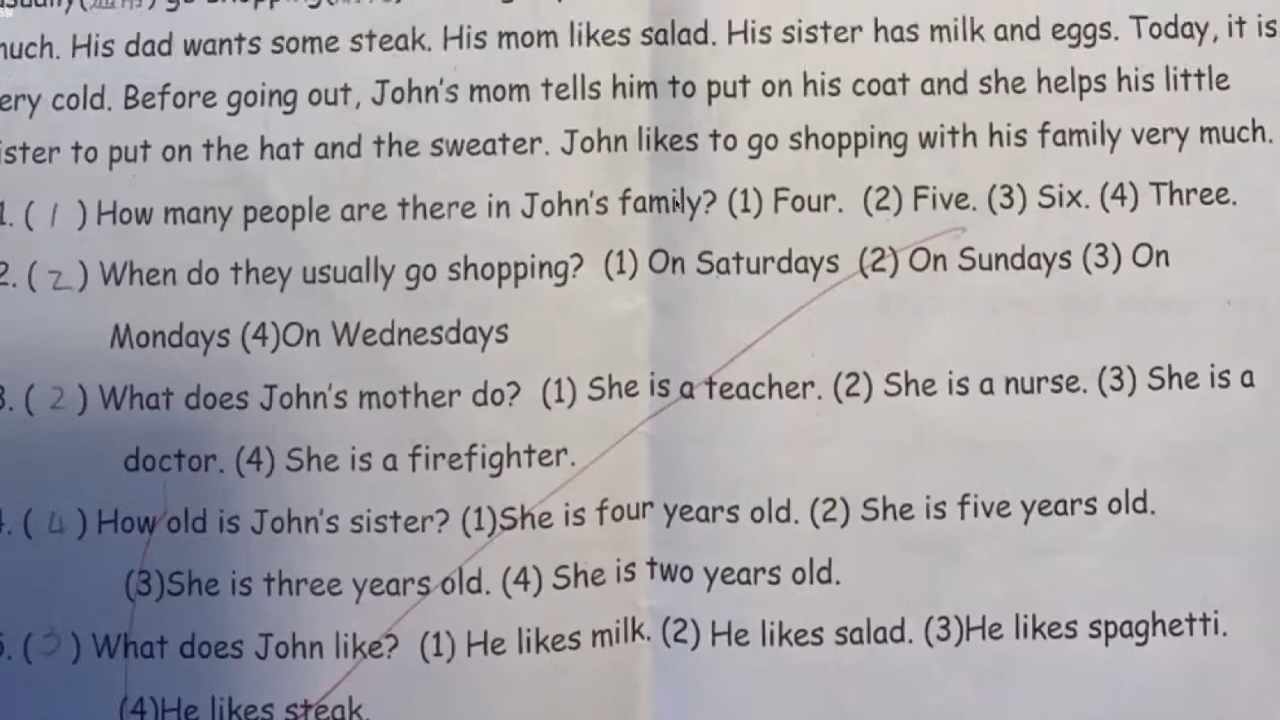 go
much. His dad wants some steak. His mom likes salad. His sister has milk and eggs. Today, it is
very cold. Before going out, John's mom tells him to put on his coat and she helps his little
sister to put on the hat and the sweater. John likes to go shopping with his family very much.
1. ( 1 ) How many people are there in John's family? (1) Four. (2) Five. (3) Six. (4) Three.
2. ( 2 ) When do they usually go shopping? (1) On Saturdays (2) On Sundays (3) On
Mondays (4)On Wednesdays
3. ( 2 ) What does John's mother do? (1) She is a teacher. (2) She is a nurse. (3) She is a
doctor. (4) She is a firefighter.
4. ( 4 ) How old is John's sister? (1)She is four years old. (2) She is five years old.
(3)She is three years old. (4) She is two years old.
5. ( 3 ) What does John like? (1) He likes milk. (2) He likes salad. (3)He likes spaghetti.
(4)He likes steak.